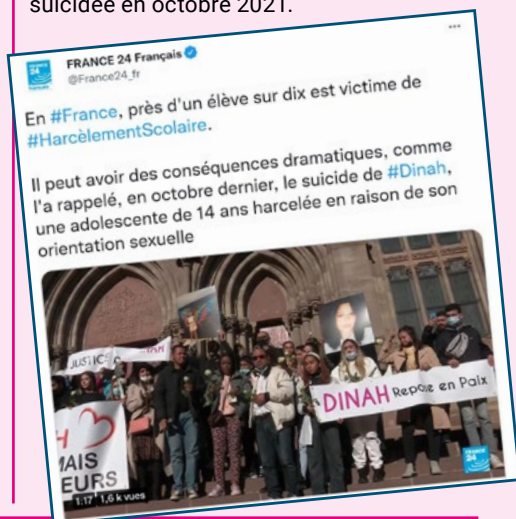 suicidée en octobre 2021.
FRANCE 24 Français
@France24_fr
En #France, près d'un élève sur dix est victime de
#HarcèlementScolaire.
Il peut avoir des conséquences dramatiques, comme
l'a rappelé, en octobre dernier, le suicide de #Dinah,
une adolescente de 14 ans harcelée en raison de son
orientation sexuelle
JUSTICE
DINAH Repose en Paix
MAIS
EURS
1:17 1,6 k vues
FRANCE
24